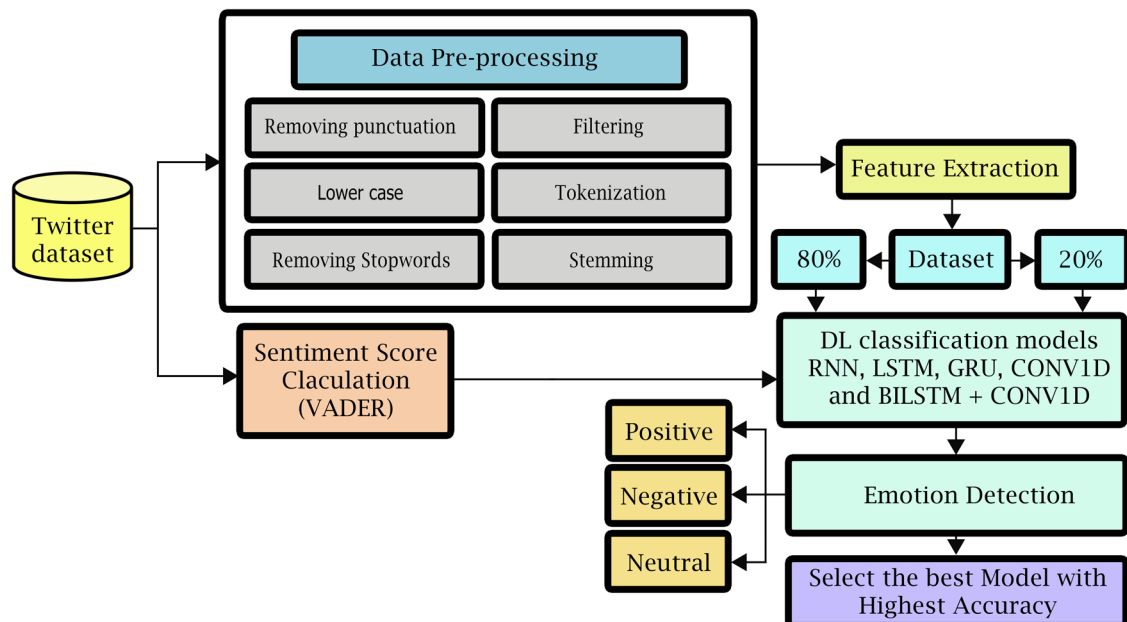 Data Pre-processing
Removing punctuation
Filtering
Lower case
Tokenization
Removing Stopwords
Stemming
Twitter
dataset
Feature Extraction
80%
Dataset
20%
Sentiment Score
Claculation
(VADER)
DL classification models
RNN, LSTM, GRU, CONV1D
and BILSTM + CONV1D
Positive
Negative
Neutral
Emotion Detection
Select the best Model with
Highest Accuracy